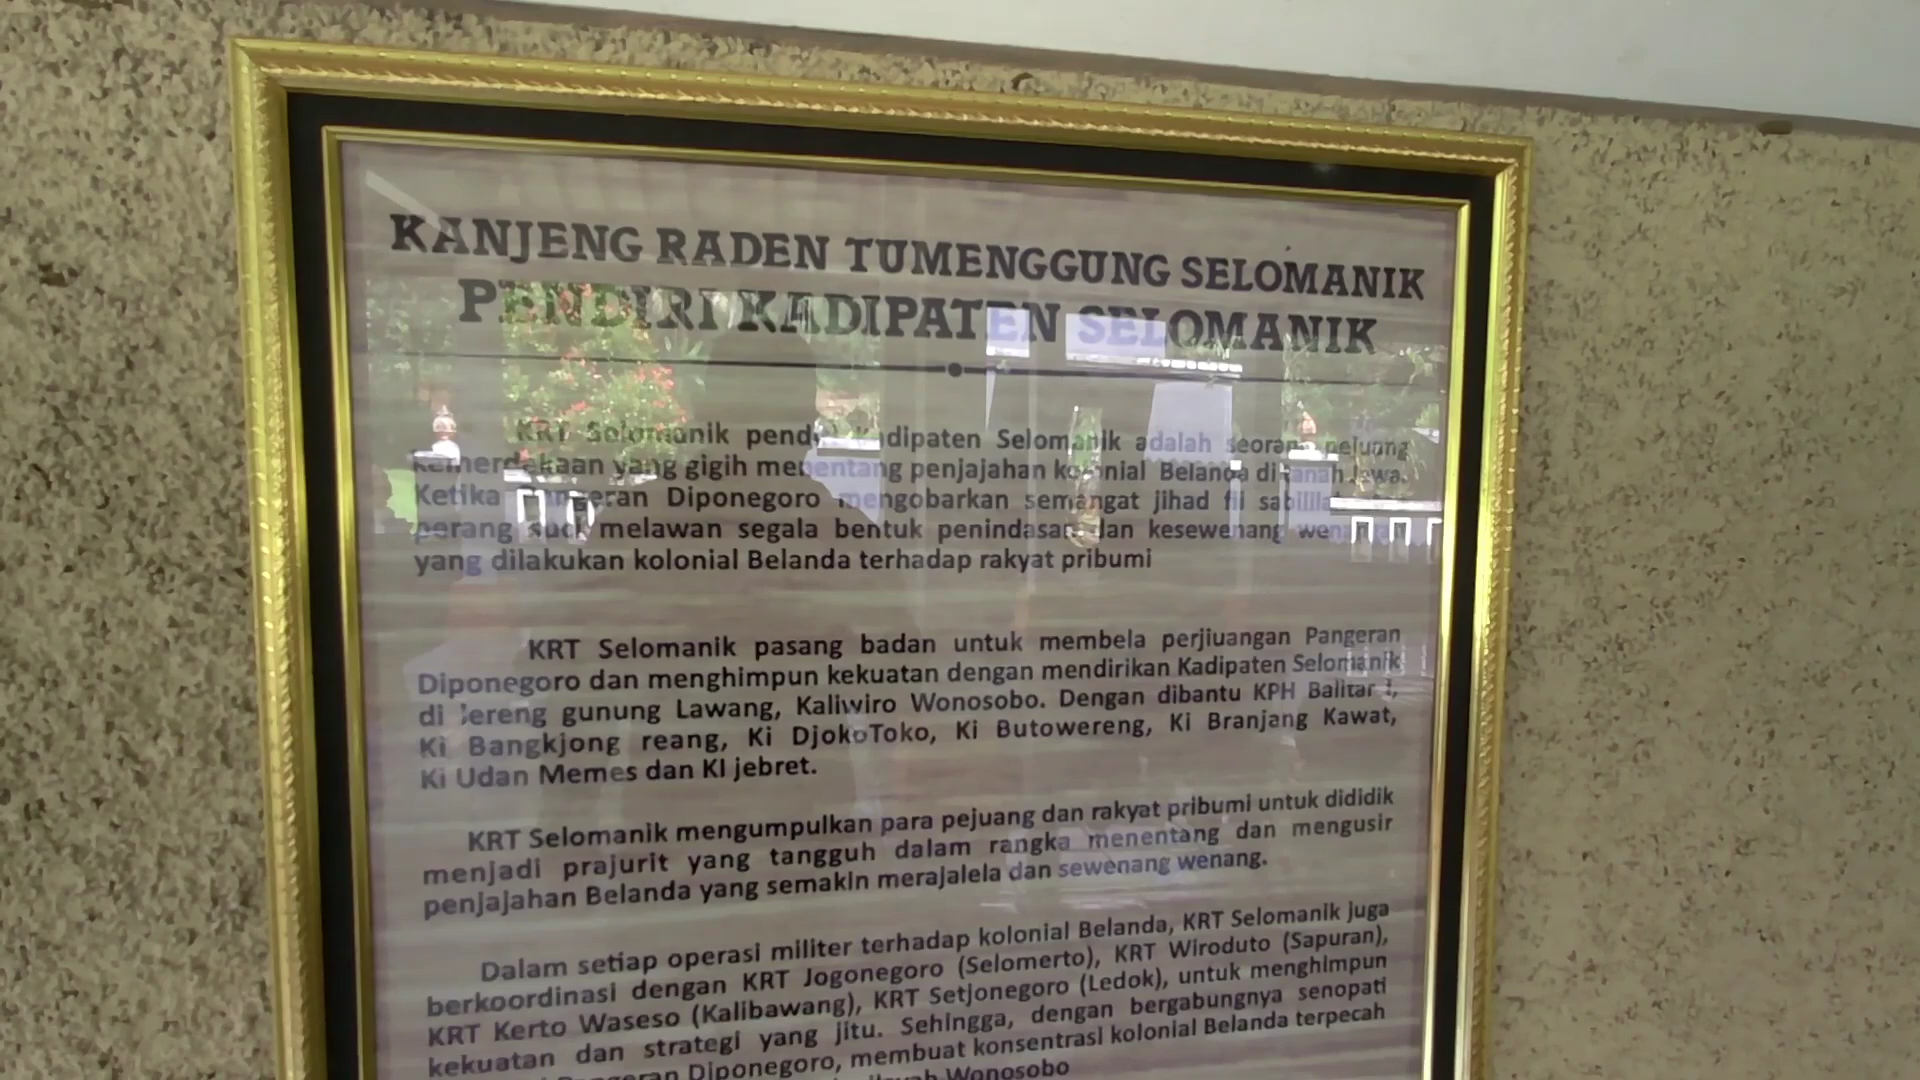 KANJENG RADEN TUMENGGUNG SELOMANIK
PENDIRI KADIPATEN SELOMANIK
KRT Selomanik Kadipaten Selomanik adalah seorang pejuang
kemerdekaan yang gigih menentang penjajahan kolonial Belanda di tanah Jawa.
Ketika Pangeran Diponegoro mengobarkan semangat jihad fii
perang suci melawan segala bentuk penindasan dan kesewenang
yang dilakukan kolonial Belanda terhadap rakyat pribumi
KRT Selomanik pasang badan untuk membela perjiuangan Pangeran
Diponegoro dan menghimpun kekuatan dengan mendirikan Kadipaten Selomanik
di lereng gunung Lawang, Kaliwiro Wonosobo. Dengan dibantu KPH Balitar I,
Ki Bangkjong reang, Ki DjokoToko, Ki Butowereng, Ki Branjang Kawat,
Ki Udan Memes dan KI jebret.
KRT Selomanik mengumpulkan para pejuang dan rakyat pribumi untuk dididik
menjadi prajurit yang tangguh dalam rangka menentang dan mengusir
penjajahan Belanda yang semakin merajalela dan sewenang wenang.
Dalam setiap operasi militer terhadap kolonial Belanda, KRT Selomanik juga
berkoordinasi dengan KRT Jogonegoro (Selomerto), KRT Wiroduto (Sapuran),
KRT Kerto Waseso (Kalibawang), KRT Setjonegoro (Ledok), untuk menghimpun
kekuatan dan strategi yang jitu. Sehingga, dengan bergabungnya senopati
Pangeran Diponegoro, membuat konsentrasi kolonial Belanda terpecah
Wonosobo